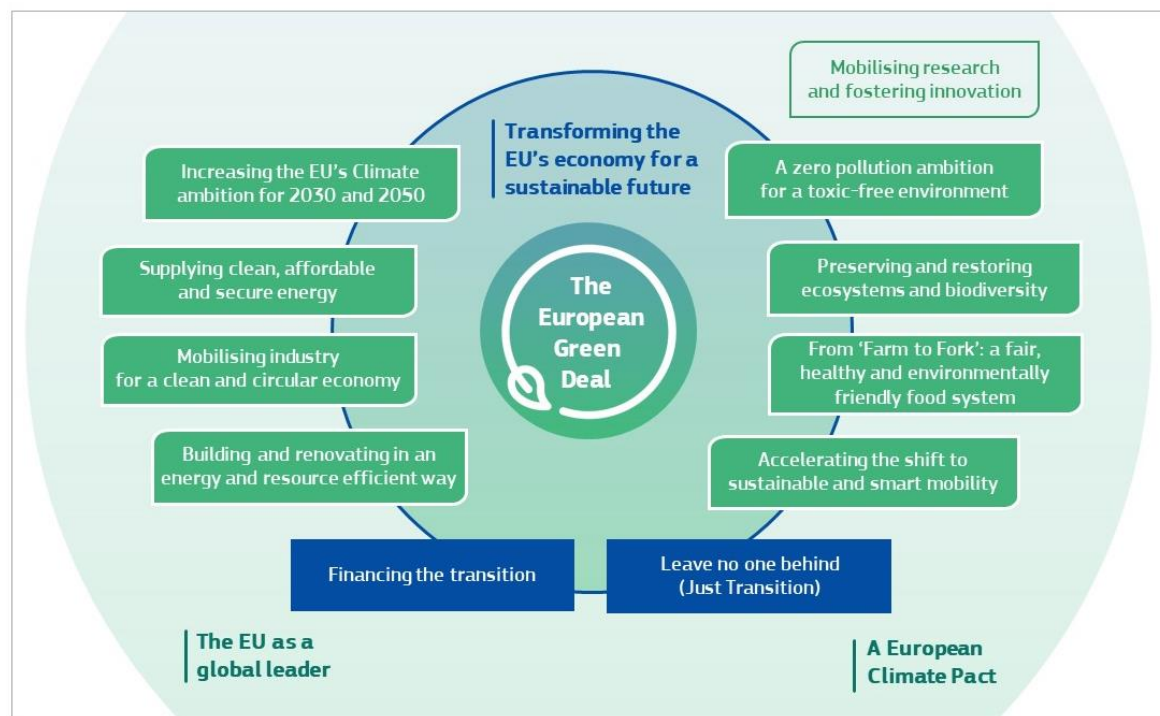 Mobilising research
and fostering innovation
Transforming the
EU's economy for a
sustainable future
Increasing the EU's Climate
ambition for 2030 and 2050
A zero pollution ambition
for a toxic-free environment
Supplying clean, affordable
and secure energy
Preserving and restoring
ecosystems and biodiversity
The
European
Green
Deal
Mobilising industry
for a clean and circular economy
From ‘Farm to Fork’: a fair,
healthy and environmentally
friendly food system
Building and renovating in an
energy and resource efficient way
Accelerating the shift to
sustainable and smart mobility
Financing the transition
Leave no one behind
(Just Transition)
The EU as a
global leader
A European
Climate Pact